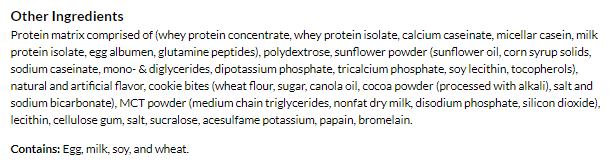 Other Ingredients
Protein matrix comprised of (whey protein concentrate, whey protein isolate, calcium caseinate, micellar casein, milk
protein isolate, egg albumen, glutamine peptides), polydextrose, sunflower powder (sunflower oil, corn syrup solids,
sodium caseinate, mono- & diglycerides, dipotassium phosphate, tricalcium phosphate, soy lecithin, tocopherols),
natural and artificial flavor, cookie bites (wheat flour, sugar, canola oil, cocoa powder (processed with alkali), salt and
sodium bicarbonate), MCT powder (medium chain triglycerides, nonfat dry milk, disodium phosphate, silicon dioxide),
lecithin, cellulose gum, salt, sucralose, acesulfame potassium, papain, bromelain.
Contains: Egg, milk, soy, and wheat.